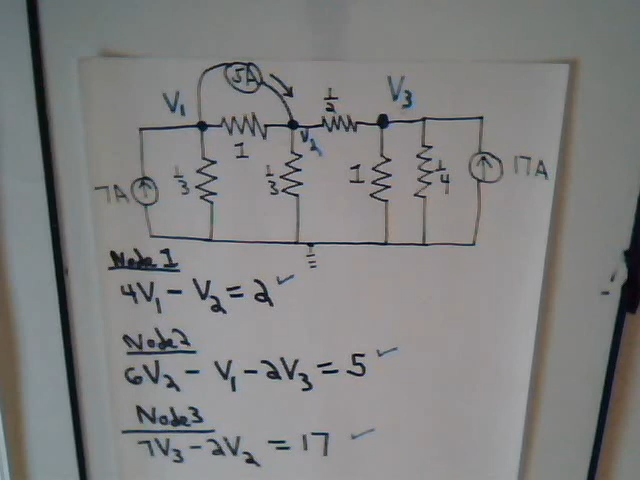 5A
V₁
1/2
V₃
1
V₂
7A
1/3
1/3
1
1/4
17A
Node 1
4V₁ - V₂ = 2 ✓
Node 2
6V₂ - V₁ - 2V₃ = 5 ✓
Node 3
7V₃ - 2V₂ = 17 ✓